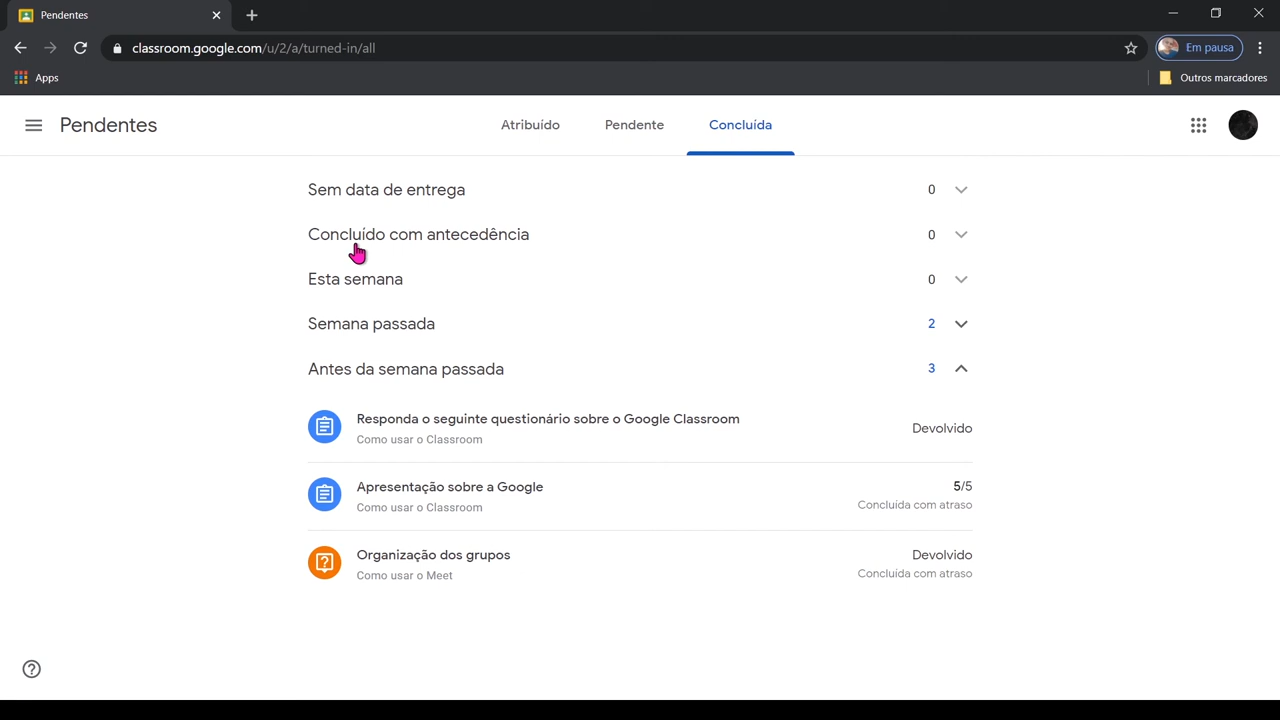 Pendentes
classroom.google.com/u/2/a/turned-in/all
Em pausa
Apps
Outros marcadores
Pendentes
Atribuído
Pendente
Concluída
Sem data de entrega
0
Concluído com antecedência
0
Esta semana
0
Semana passada
2
Antes da semana passada
3
Responda o seguinte questionário sobre o Google Classroom
Como usar o Classroom
Devolvido
Apresentação sobre a Google
Como usar o Classroom
5/5
Concluída com atraso
Organização dos grupos
Como usar o Meet
Devolvido
Concluída com atraso